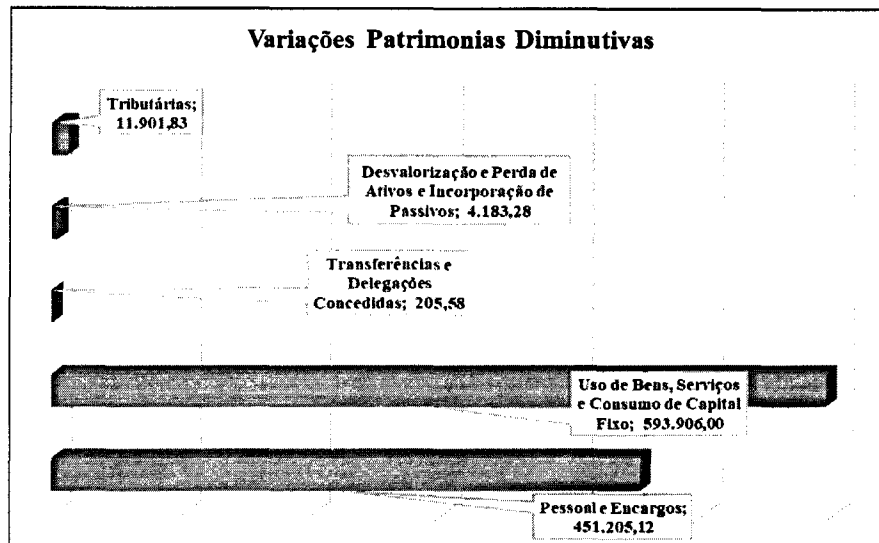 Variações Patrimonias Diminutivas
Tributárias;
11.901,83
Desvalorização e Perda de
Ativos e Incorporação de
Passivos; 4.183,28
Transferências e
Delegações
Concedidas; 205,58
Uso de Bens, Serviços
e Consumo de Capital
Fixo; 593.906,00
Pessoal e Encargos;
451.205,12